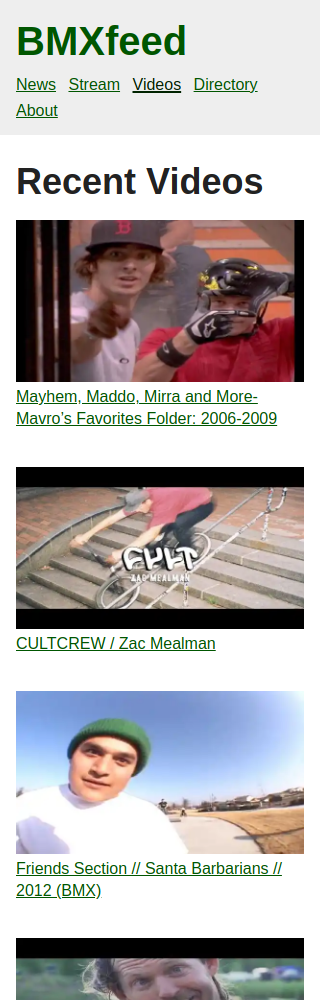 BMXfeed
News Stream Videos Directory
About
Recent Videos
B
Mayhem, Maddo, Mirra and More-
Mavro’s Favorites Folder: 2006-2009
CULT
ZAC MEALMAN
CULTCREW / Zac Mealman
Friends Section // Santa Barbarians //
2012 (BMX)